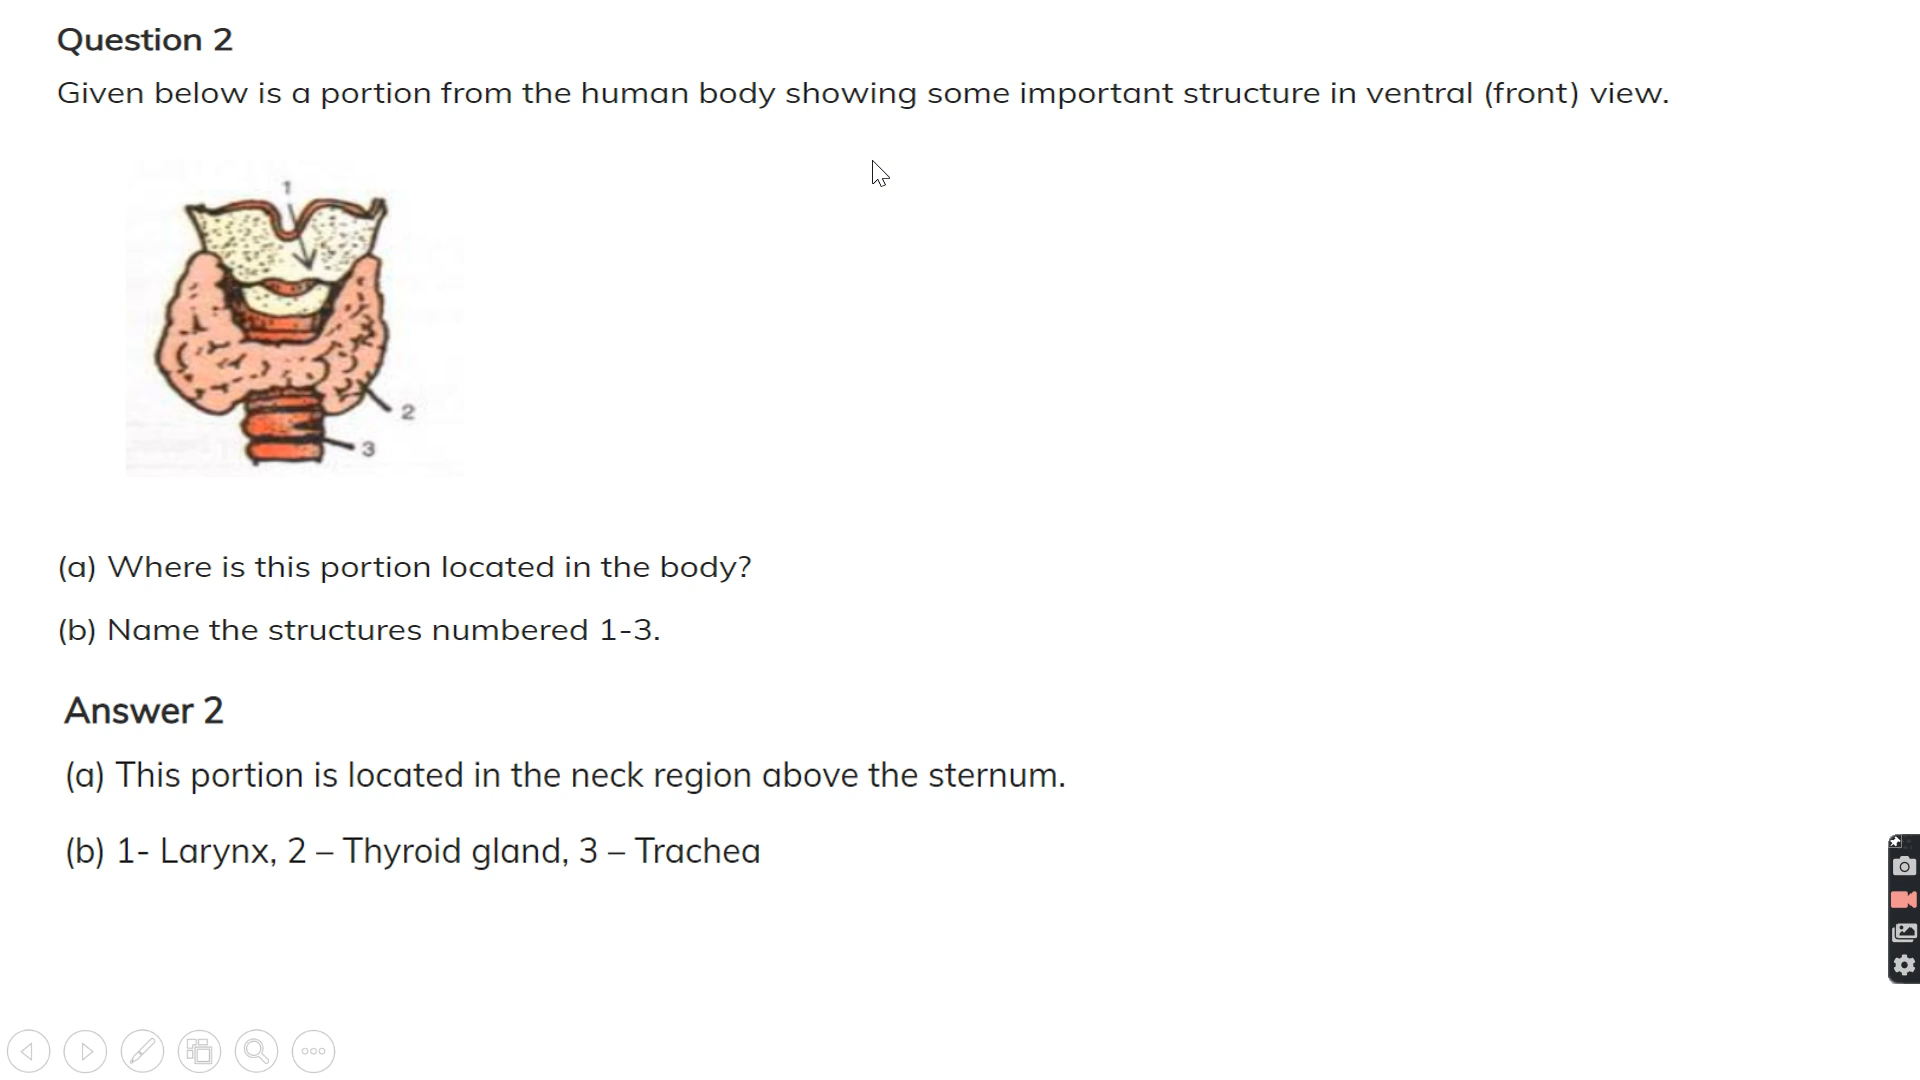 Question 2
Given below is a portion from the human body showing some important structure in ventral (front) view.
1
2
3
(a) Where is this portion located in the body?
(b) Name the structures numbered 1-3.
Answer 2
(a) This portion is located in the neck region above the sternum.
(b) 1- Larynx, 2 – Thyroid gland, 3 – Trachea